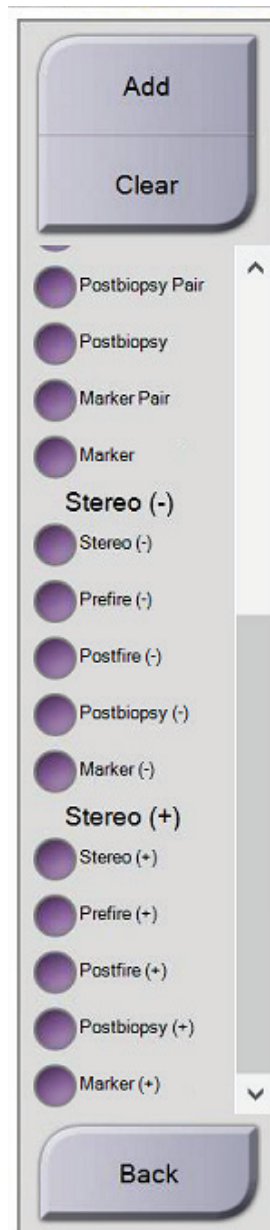 Add
Clear
Postbiopsy Pair
Postbiopsy
Marker Pair
Marker
Stereo (-)
Stereo (-)
Prefire (-)
Postfire (-)
Postbiopsy (-)
Marker (-)
Stereo (+)
Stereo (+)
Prefire (+)
Postfire (+)
Postbiopsy (+)
Marker (+)
Back